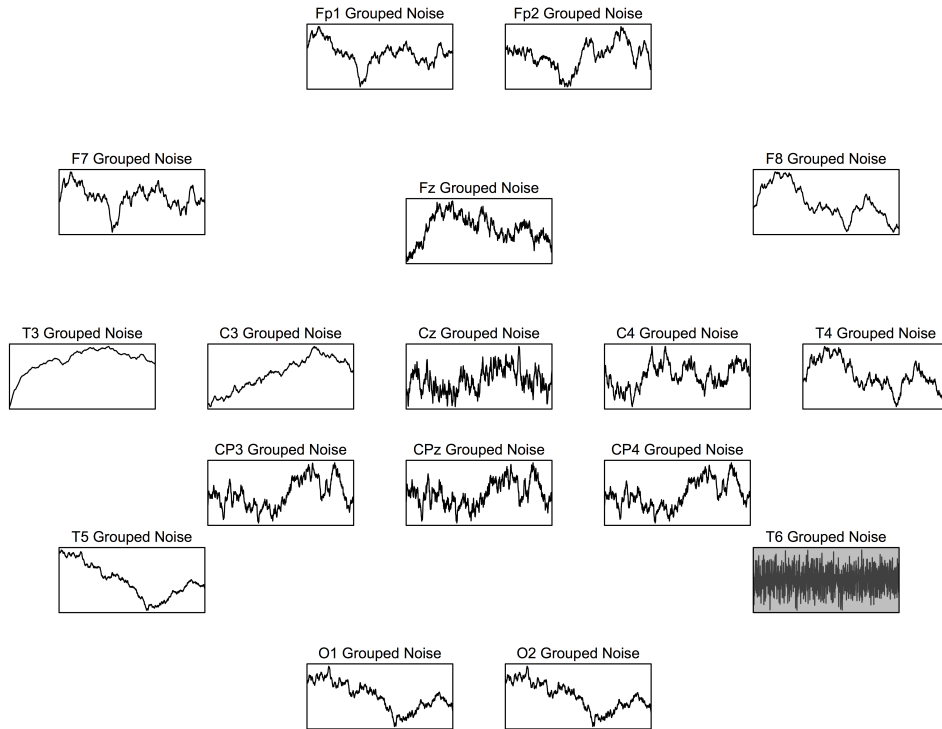 Fp1 Grouped Noise
Fp2 Grouped Noise
F7 Grouped Noise
F8 Grouped Noise
Fz Grouped Noise
T3 Grouped Noise
C3 Grouped Noise
Cz Grouped Noise
C4 Grouped Noise
T4 Grouped Noise
CP3 Grouped Noise
CPz Grouped Noise
CP4 Grouped Noise
T5 Grouped Noise
T6 Grouped Noise
O1 Grouped Noise
O2 Grouped Noise